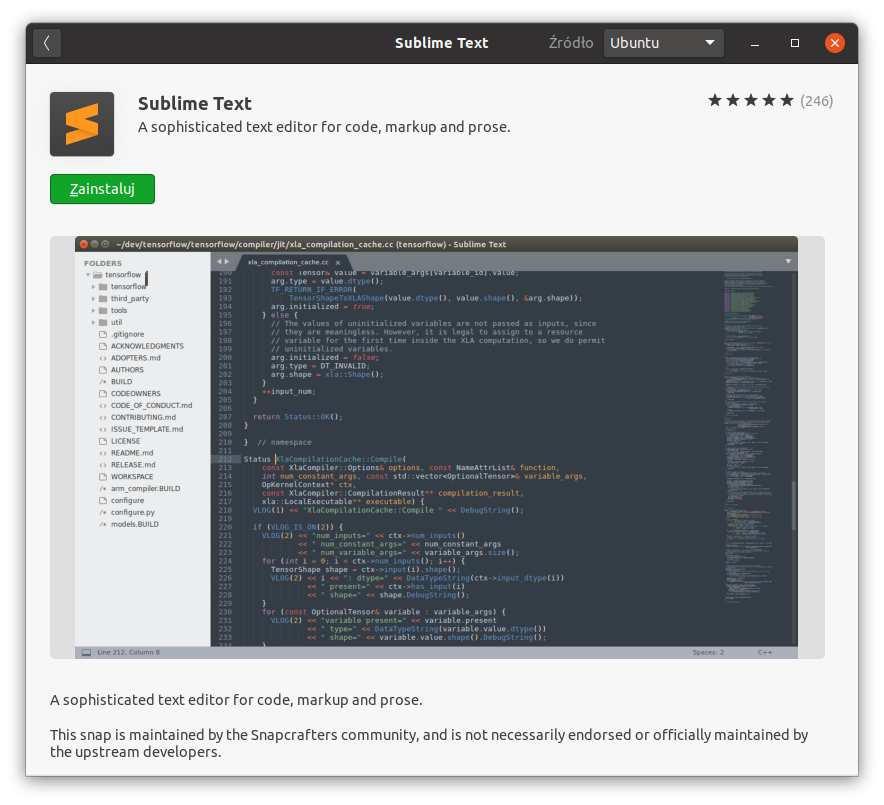 Sublime Text
Źródło
Ubuntu
Sublime Text
A sophisticated text editor for code, markup and prose.
(246)
Zainstaluj
~/dev/tensorflow/tensorflow/compiler/jit/xla_compilation_cache.cc (tensorflow) - Sublime Text
FOLDERS
tensorflow
tensorflow
third_party
tools
util
.gitignore
ACKNOWLEDGMENTS
ADOPTERS.md
AUTHORS
BUILD
CODEOWNERS
CODE_OF_CONDUCT.md
CONTRIBUTING.md
ISSUE_TEMPLATE.md
LICENSE
README.md
RELEASE.md
WORKSPACE
arm_compiler.BUILD
configure
configure.py
models.BUILD
xla_compilation_cache.cc
190 const Tensor& value = variable_args[variable_id].value;
191 arg.type = value.dtype();
192 TF_RETURN_IF_ERROR(
193 TensorShapeToXLAShape(value.dtype(), value.shape(), &arg.shape));
194 arg.initialized = true;
195 } else {
196 // The values of uninitialized variables are not passed as inputs, since
197 // they are meaningless. However, it is legal to assign to a resource
198 // variable for the first time inside the XLA computation, so we do permit
199 // uninitialized variables.
200 arg.initialized = false;
201 arg.type = DT_INVALID;
202 arg.shape = xla::Shape();
203 }
204 ++input_num;
205 }
206
207 return Status::OK();
208 }
209
210 } // namespace
211
212 Status XlaCompilationCache::Compile(
213 const XlaCompiler::Options& options, const NameAttrList& function,
214 int num_constant_args, const std::vector<OptionalTensor>& variable_args,
215 OpKernelContext* ctx,
216 const XlaCompiler::CompilationResult** compilation_result,
217 xla::LocalExecutable** executable) {
218 VLOG(1) << "XlaCompilationCache::Compile " << DebugString();
219
220 if (VLOG_IS_ON(2)) {
221 VLOG(2) << "num_inputs=" << ctx->num_inputs()
222 << " num_constant_args=" << num_constant_args
223 << " num_variable_args=" << variable_args.size();
224 for (int i = 0; i < ctx->num_inputs(); i++) {
225 TensorShape shape = ctx->input(i).shape();
226 VLOG(2) << i << ": dtype=" << DataTypeString(ctx->input_dtype(i))
227 << " present=" << ctx->has_input(i)
228 << " shape=" << shape.DebugString();
229 }
230 for (const OptionalTensor& variable : variable_args) {
231 VLOG(2) << "variable present=" << variable.present
232 << " type=" << DataTypeString(variable.value.dtype())
233 << " shape=" << variable.value.shape().DebugString();
234 }
Line 212, Column 8
Spaces: 2
C++
A sophisticated text editor for code, markup and prose.
This snap is maintained by the Snapcrafters community, and is not necessarily endorsed or officially maintained by
the upstream developers.